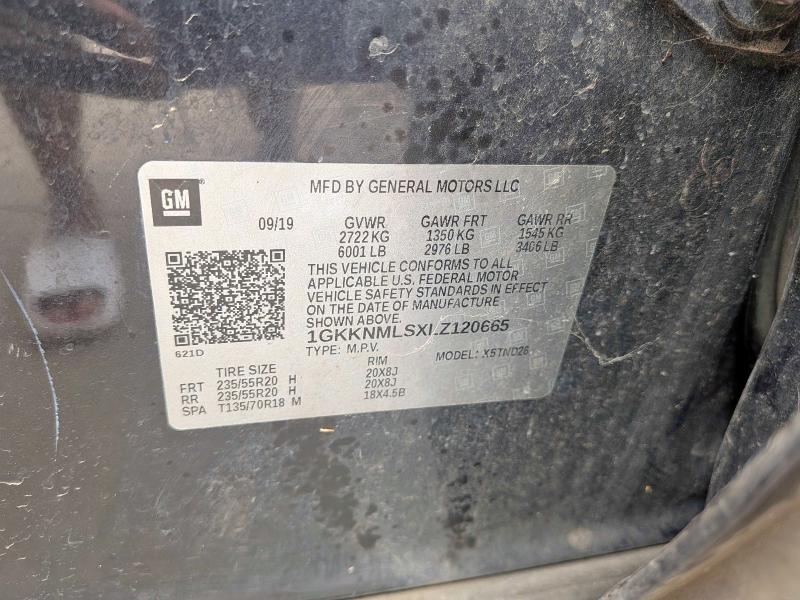 GM
MFD BY GENERAL MOTORS LLC
09/19 GVWR GAWR FRT GAWR RR
2722 KG 1350 KG 1545 KG
6001 LB 2976 LB 3406 LB
THIS VEHICLE CONFORMS TO ALL
APPLICABLE U.S. FEDERAL MOTOR
VEHICLE SAFETY STANDARDS IN EFFECT
ON THE DATE OF MANUFACTURE
SHOWN ABOVE.
1GKKNMLSXLZ120665
621D TYPE: M.P.V. MODEL: X5TND26
TIRE SIZE RIM
FRT 235/55R20 H 20X8J
RR 235/55R20 H 20X8J
SPA T135/70R18 M 18X4.5B